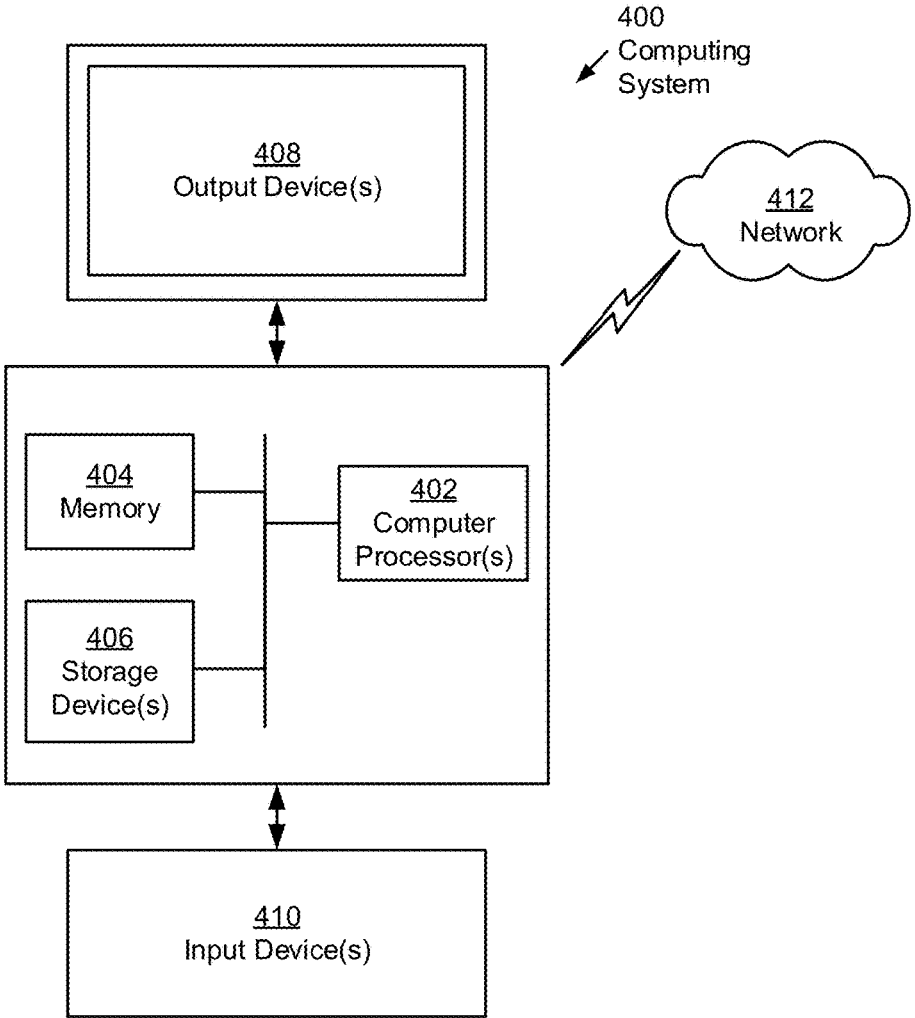 400
Computing
System
408
Output Device(s)
412
Network
404
Memory
402
Computer
Processor(s)
406
Storage
Device(s)
410
Input Device(s)